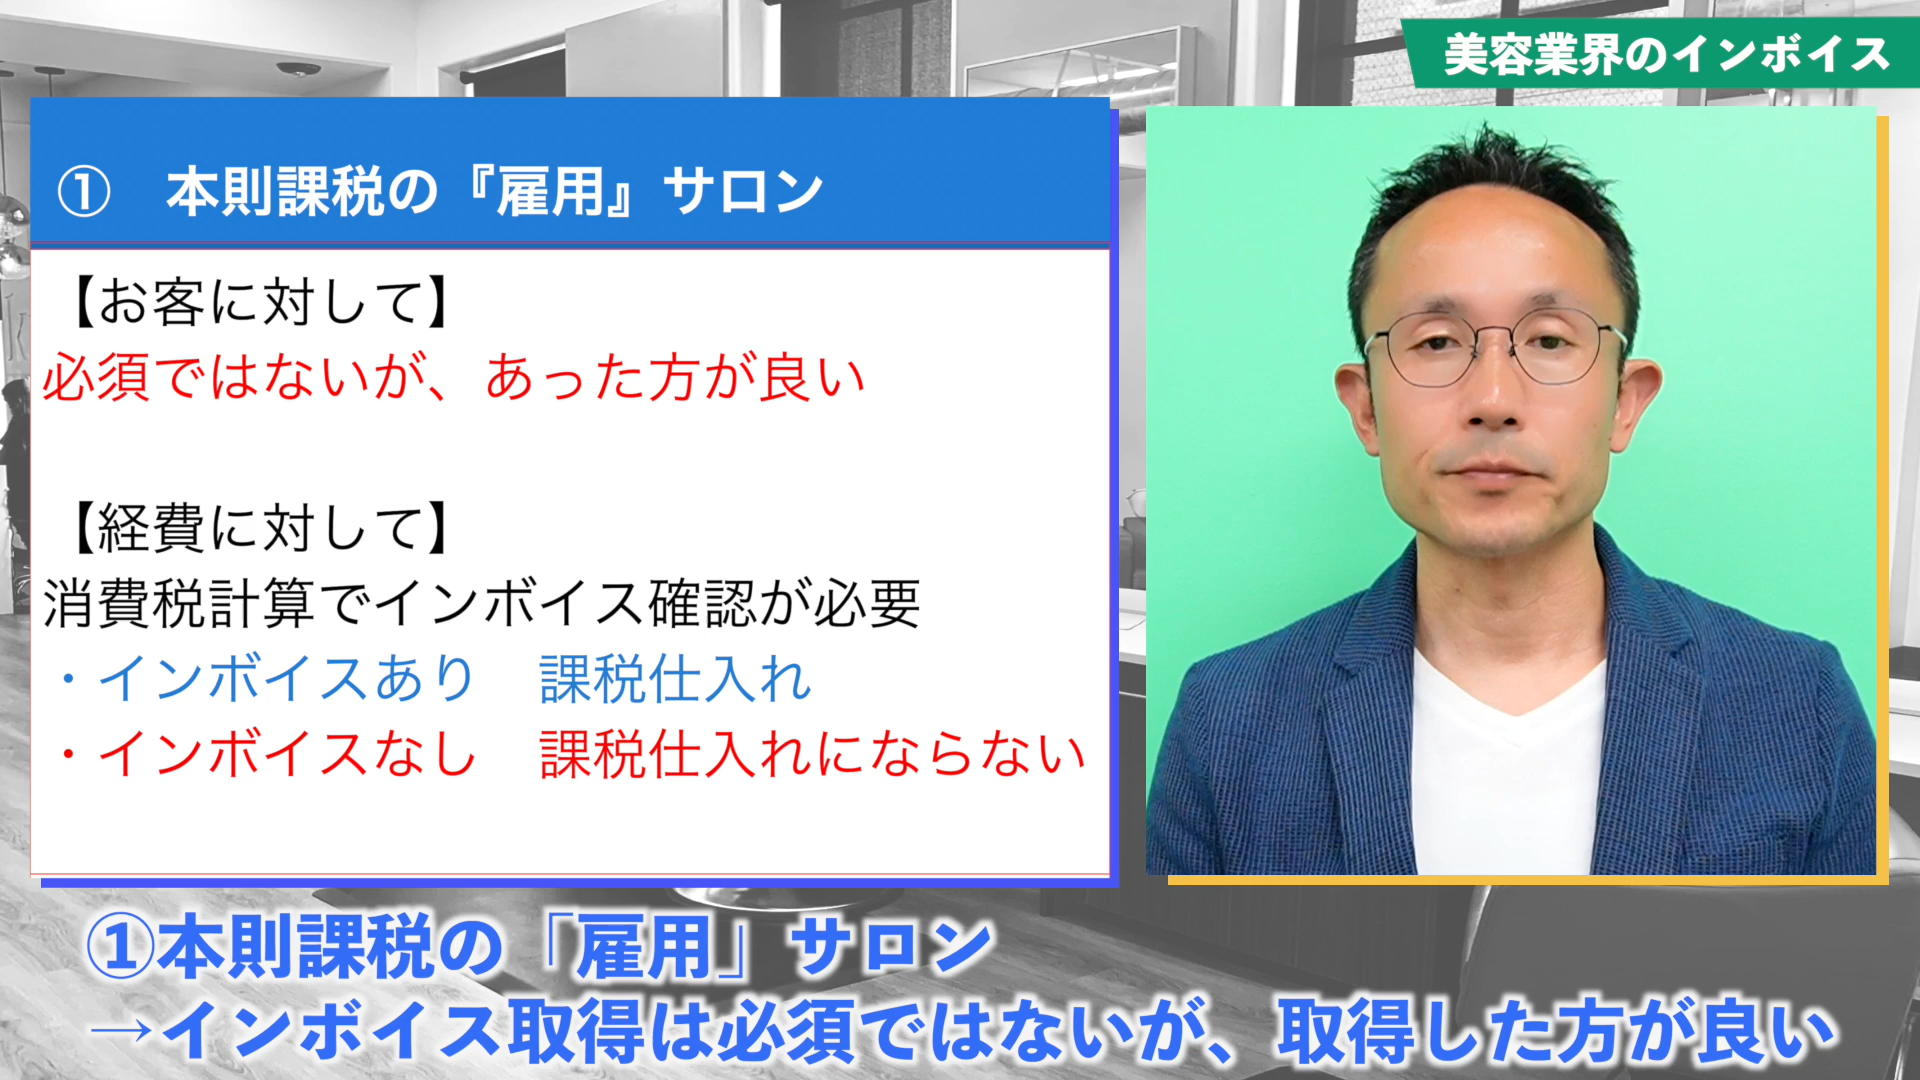 美容業界のインボイス
①　本則課税の『雇用』サロン
【お客に対して】
必須ではないが、あった方が良い
【経費に対して】
消費税計算でインボイス確認が必要
・インボイスあり　課税仕入れ
・インボイスなし　課税仕入れにならない
①本則課税の「雇用」サロン
→インボイス取得は必須ではないが、取得した方が良い